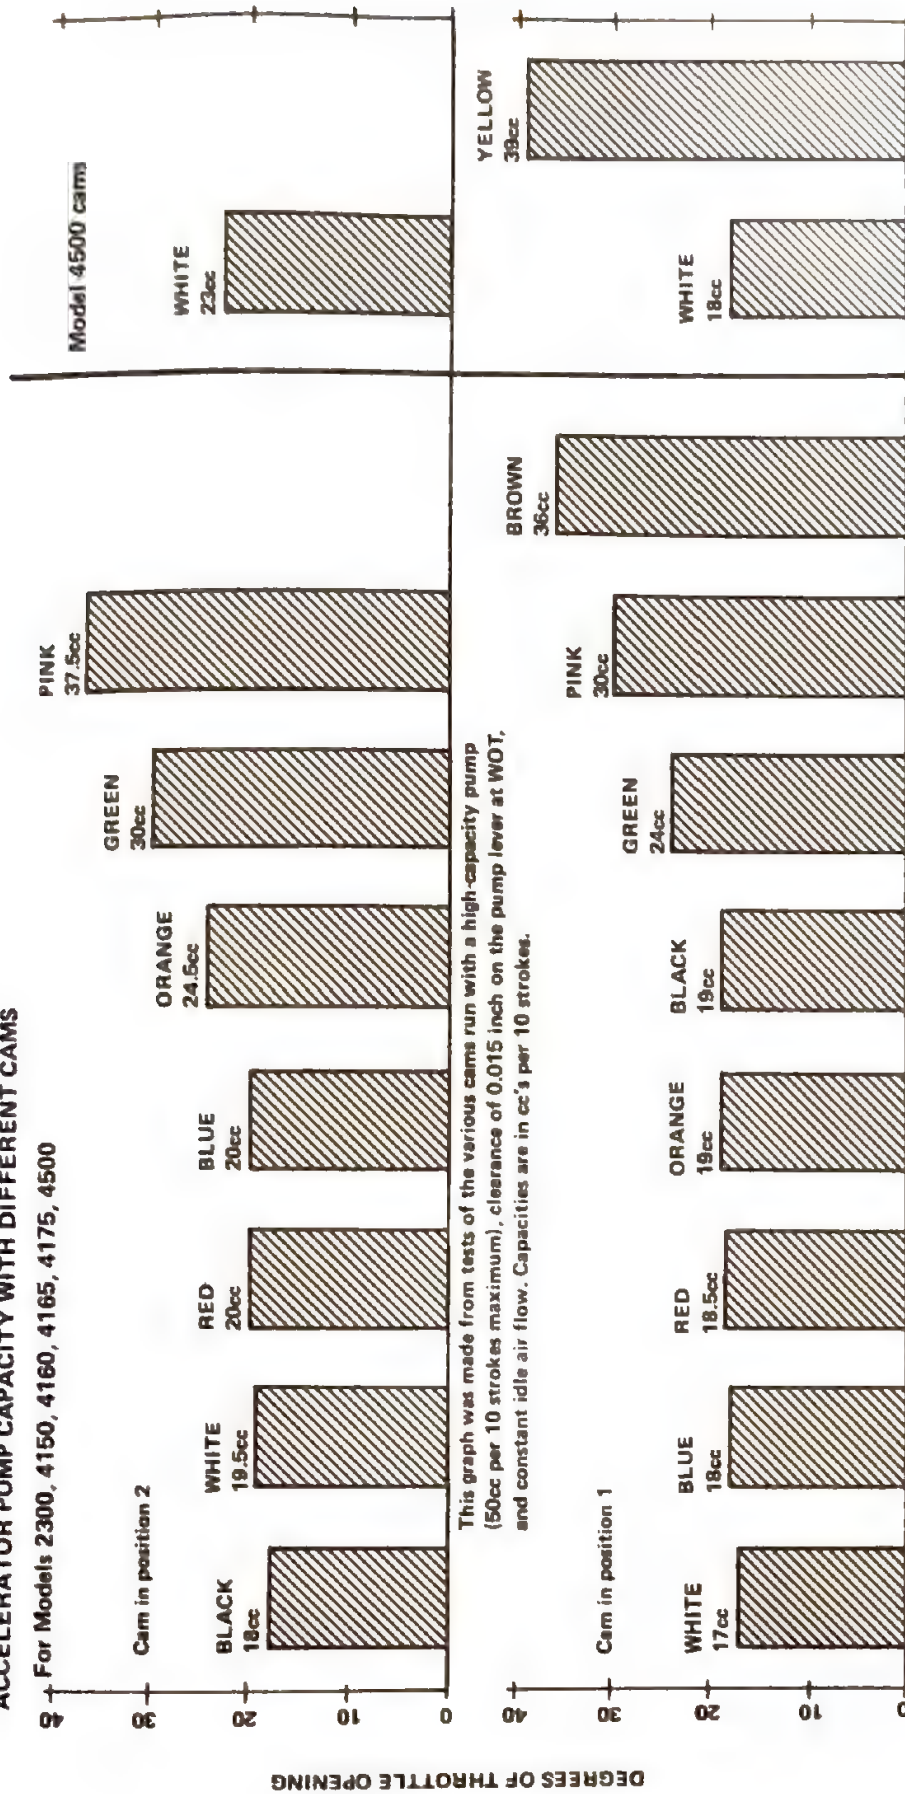 ACCELERATOR PUMP CAPACITY WITH DIFFERENT CAMS
For Models 2300, 4150, 4160, 4165, 4175, 4500
Model 4500 cams
Cam in position 2
40
30
20
10
0
BLACK
18cc
WHITE
19.5cc
RED
20cc
BLUE
20cc
ORANGE
24.5cc
GREEN
30cc
PINK
37.5cc
WHITE
23cc
This graph was made from tests of the various cams run with a high-capacity pump
(50cc per 10 strokes maximum), clearance of 0.015 inch on the pump lever at WOT,
and constant idle air flow. Capacities are in cc's per 10 strokes.
DEGREES OF THROTTLE OPENING
Cam in position 1
40
30
20
10
0
WHITE
17cc
BLUE
18cc
RED
18.5cc
ORANGE
19cc
BLACK
19cc
GREEN
24cc
PINK
30cc
BROWN
36cc
WHITE
18cc
YELLOW
39cc